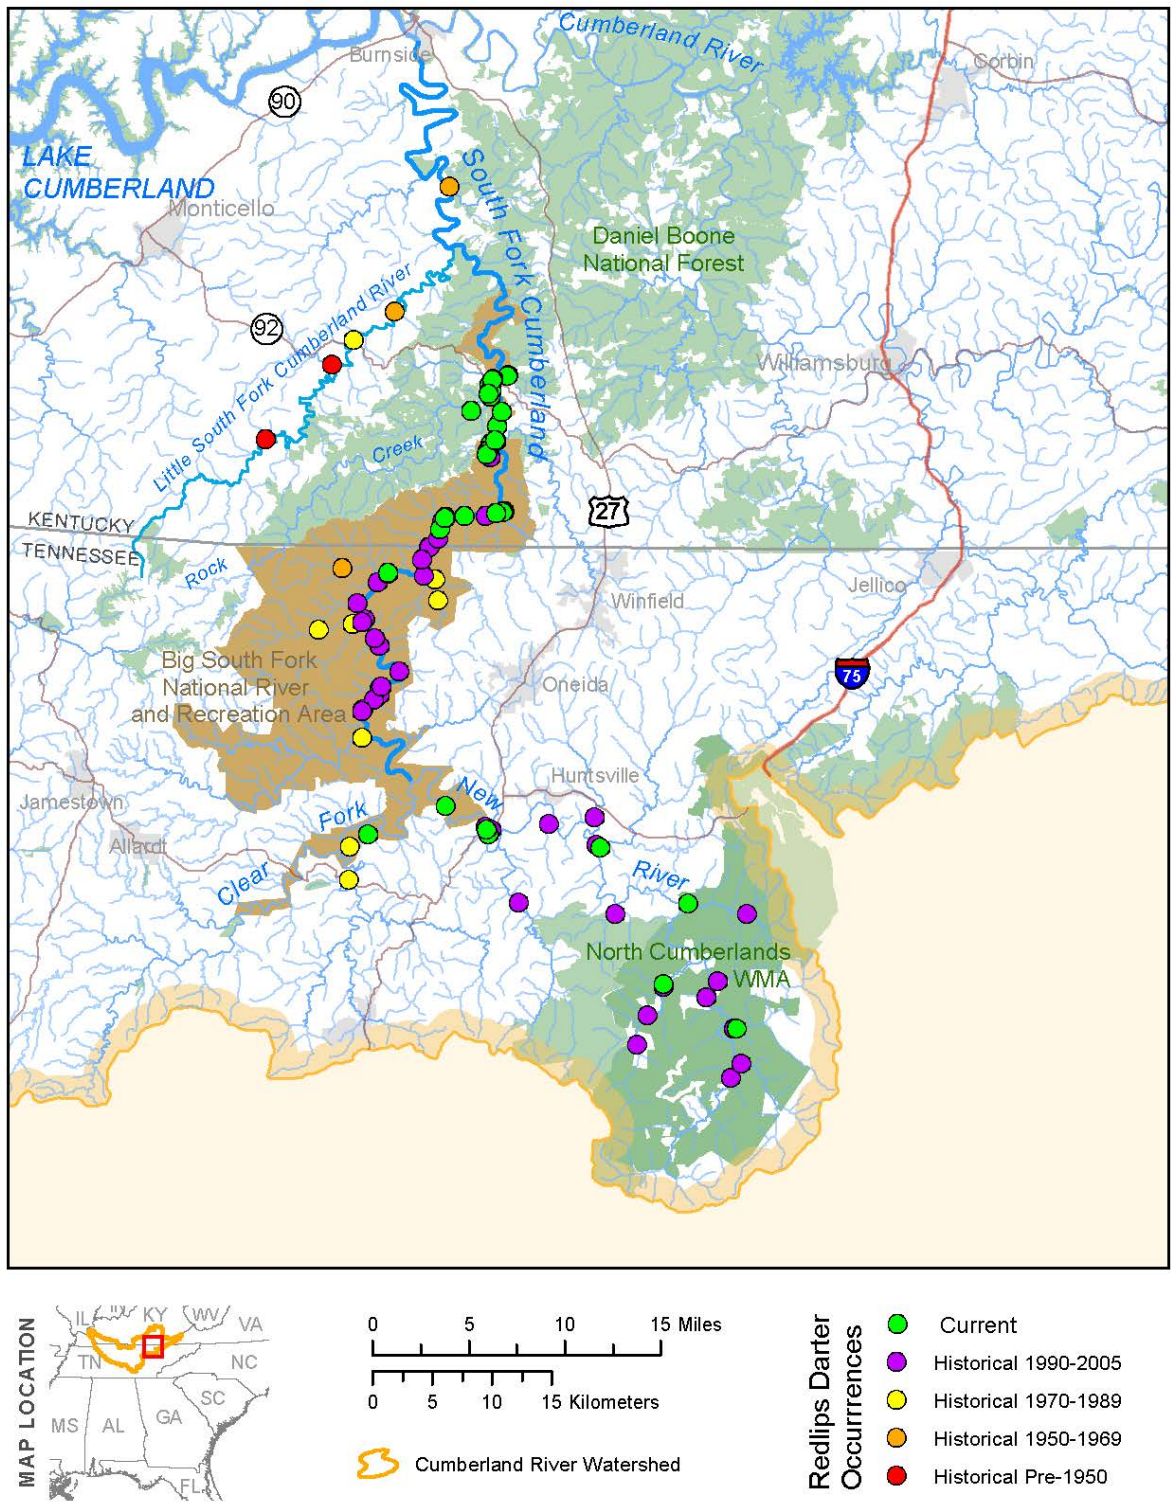 Cumberland River
Burnside
Corbin
90
LAKE
CUMBERLAND
Monticello
South Fork Cumberland
Daniel Boone
National Forest
Little South Fork Cumberland River
92
Williamsburg
Creek
27
KENTUCKY
TENNESSEE
Rock
Jellico
Winfield
Big South Fork
National River
and Recreation Area
Oneida
75
Huntsville
Jamestown
New
Fork
Allardt
Clear
River
North Cumberlands
WMA
MAP LOCATION
IL
IN
KY
WV
VA
TN
NC
SC
MS
AL
GA
FL
0 5 10 15 Miles
0 5 10 15 Kilometers
Cumberland River Watershed
Redlips Darter
Occurrrences
Current
Historical 1990-2005
Historical 1970-1989
Historical 1950-1969
Historical Pre-1950